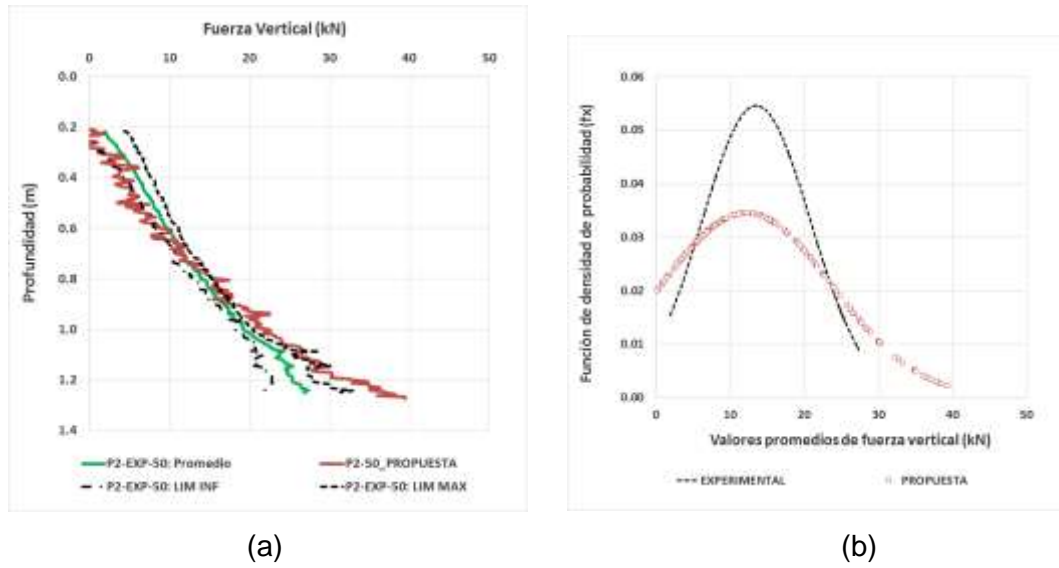 Fuerza Vertical (kN)
0 10 20 30 40 50
0.0
0.2
0.4
0.6
0.8
1.0
1.2
1.4
Profundidad (m)
P2-EXP-50: Promedio
P2-50_PROPUESTA
P2-EXP-50: LIM INF
P2-EXP-50: LIM MAX
(a)
0.06
0.05
0.04
0.03
0.02
0.01
0.00
Función de densidad de probabilidad (fx)
0 10 20 30 40 50
Valores promedios de fuerza vertical (kN)
EXPERIMENTAL
PROPUESTA
(b)